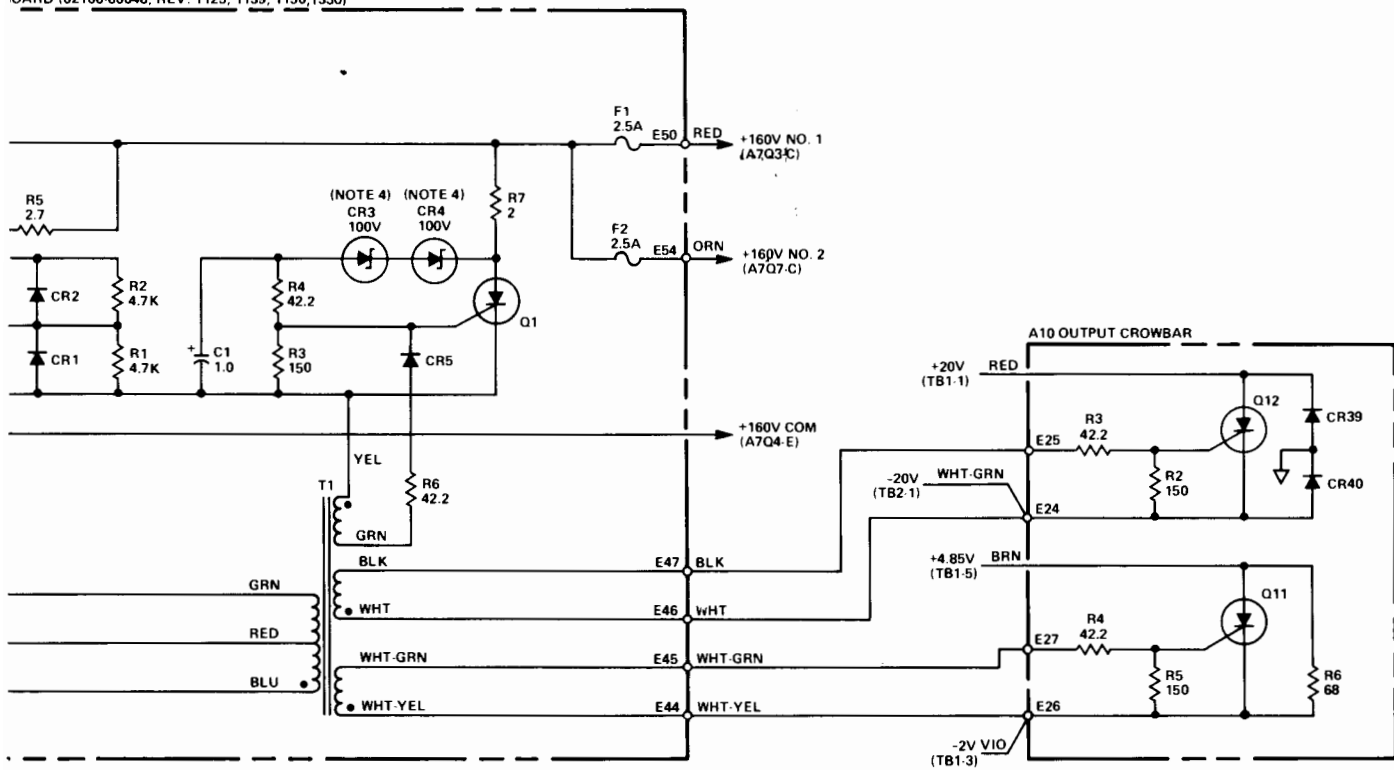 F1
2.5A
E50 RED
+160V NO. 1
(A7Q3-C)
R5
2.7
(NOTE 4) (NOTE 4)
CR3 CR4
100V 100V
R7
2
F2
2.5A
E54 ORN
+160V NO. 2
(A7Q7-C)
CR2
R2
4.7K
R4
42.2
Q1
CR1
R1
4.7K
+
C1
1.0
R3
150
CR5
A10 OUTPUT CROWBAR
+20V RED
(TB1-1)
Q12
CR39
+160V COM
(A7Q4-E)
E25
R3
42.2
YEL
T1
R6
42.2
-20V WHT-GRN
(TB2-1)
R2
150
CR40
E24
GRN
BLK
E47 BLK
+4.85V BRN
(TB1-5)
GRN
WHT
E46 WHT
Q11
RED
R4
42.2
E27
WHT-GRN
E45 WHT-GRN
BLU
R5
150
R6
68
WHT-YEL
E44 WHT-YEL
E26
-2V VIO
(TB1-3)